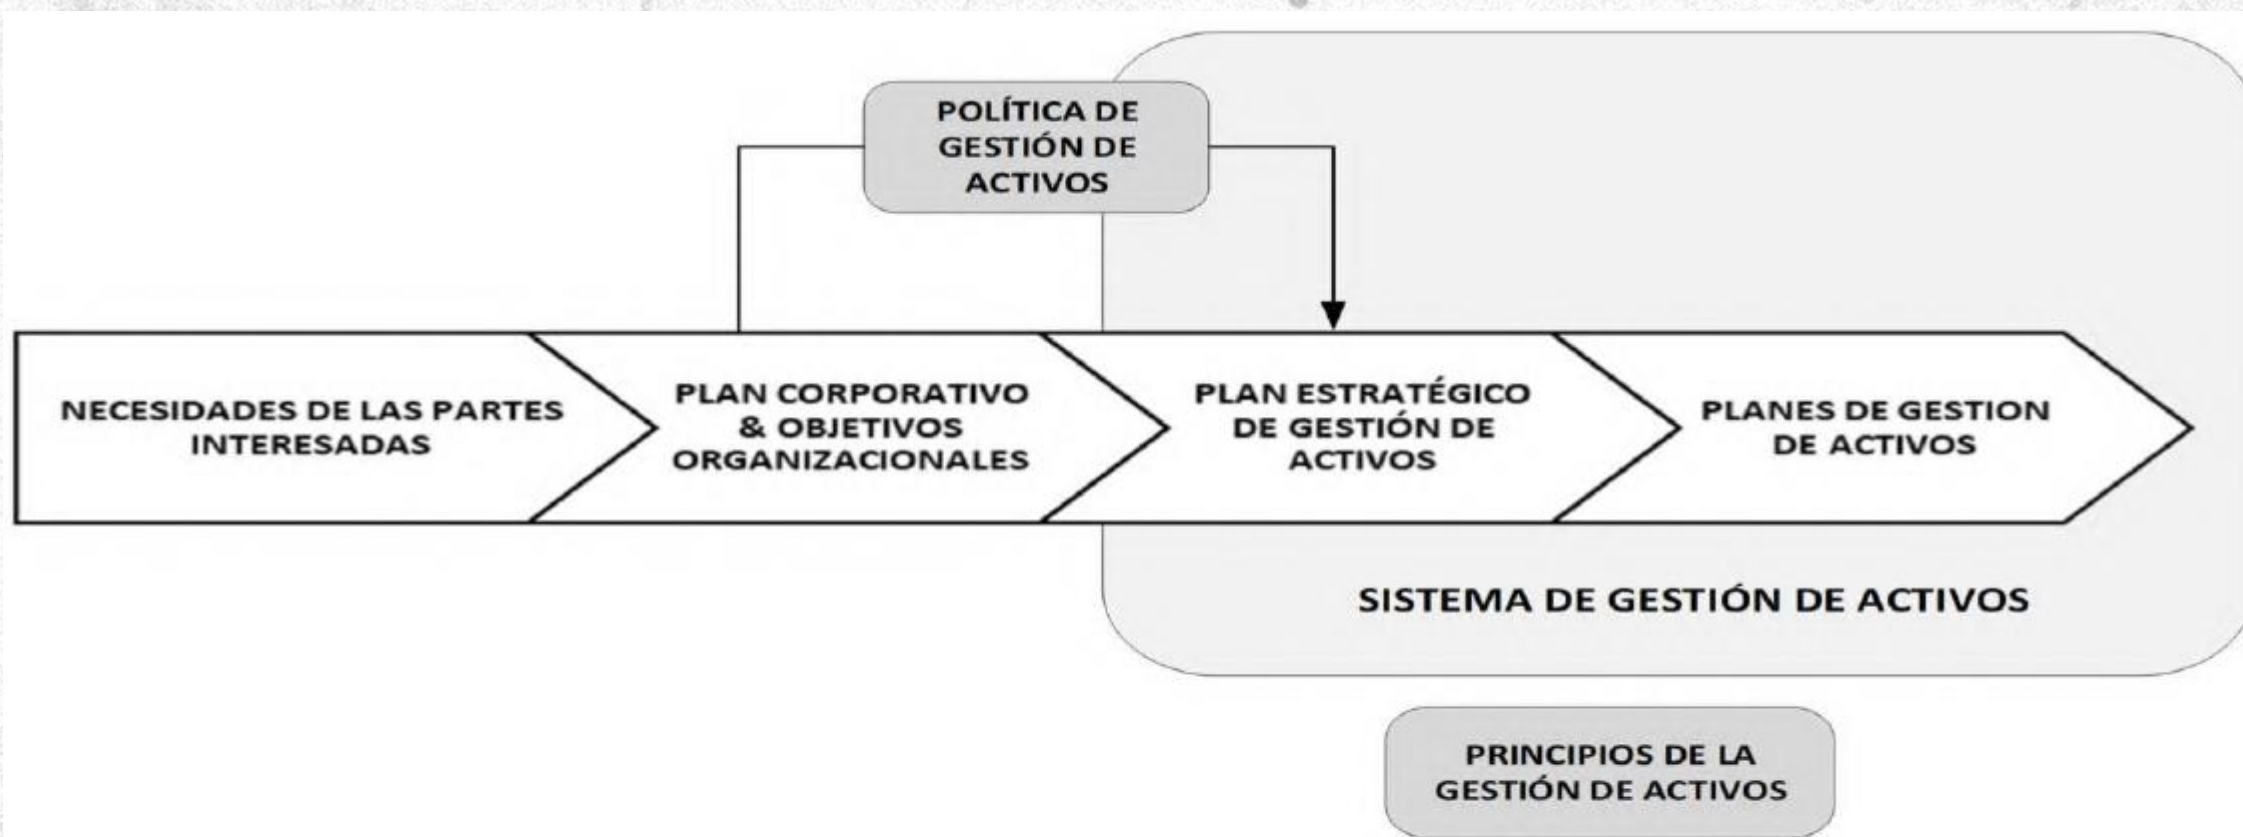 POLÍTICA DE
GESTIÓN DE
ACTIVOS
NECESIDADES DE LAS PARTES
INTERESADAS
PLAN CORPORATIVO
& OBJETIVOS
ORGANIZACIONALES
PLAN ESTRATÉGICO
DE GESTIÓN DE
ACTIVOS
PLANES DE GESTION
DE ACTIVOS
SISTEMA DE GESTIÓN DE ACTIVOS
PRINCIPIOS DE LA
GESTIÓN DE ACTIVOS